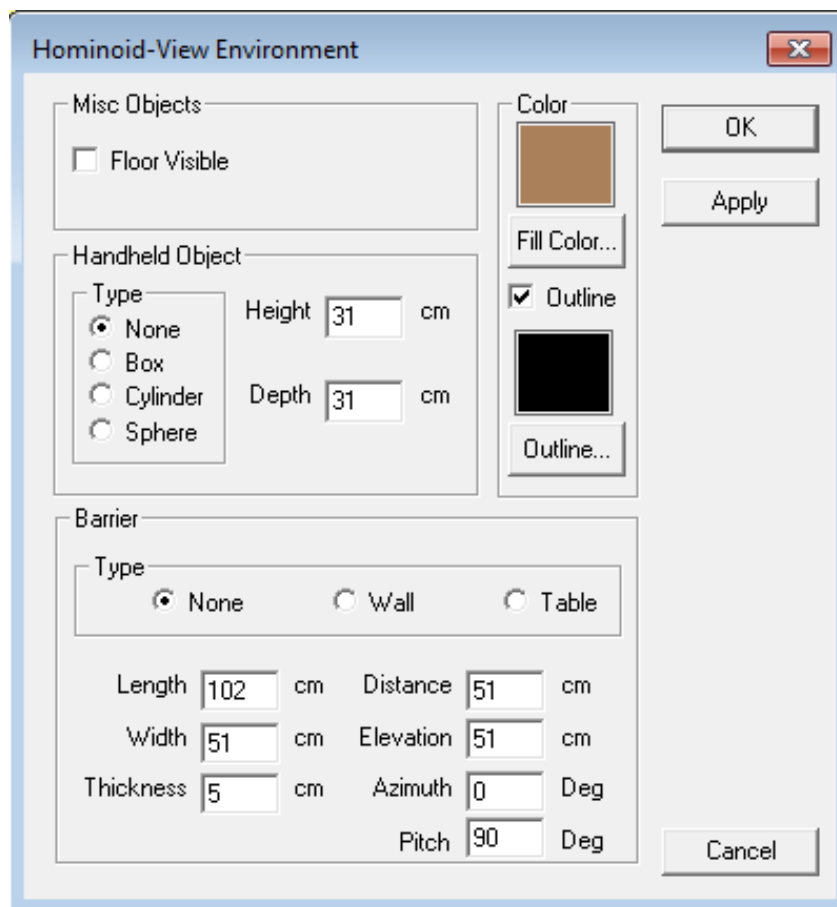 Hominoid-View Environment
Misc Objects
Floor Visible
Color
Fill Color...
Outline
Outline...
OK
Apply
Handheld Object
Type
None
Box
Cylinder
Sphere
Height 31 cm
Depth 31 cm
Barrier
Type
None Wall Table
Length 102 cm Distance 51 cm
Width 51 cm Elevation 51 cm
Thickness 5 cm Azimuth 0 Deg
Pitch 90 Deg
Cancel